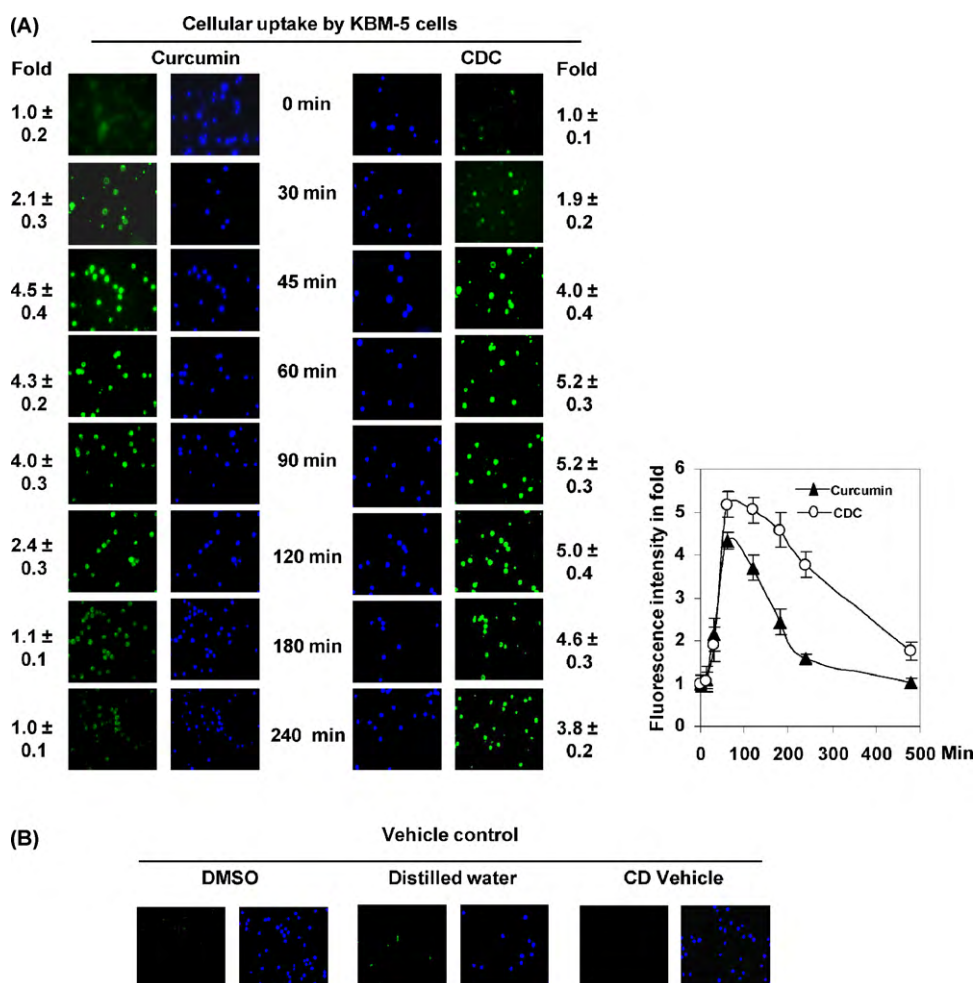 (A)
Cellular uptake by KBM-5 cells
Curcumin
CDC
Fold
Fold
1.0 ±
0.2
0 min
1.0 ±
0.1
2.1 ±
0.3
30 min
1.9 ±
0.2
4.5 ±
0.4
45 min
4.0 ±
0.4
4.3 ±
0.2
60 min
5.2 ±
0.3
4.0 ±
0.3
90 min
5.2 ±
0.3
2.4 ±
0.3
120 min
5.0 ±
0.4
1.1 ±
0.1
180 min
4.6 ±
0.3
1.0 ±
0.1
240 min
3.8 ±
0.2
Fluorescence intensity in fold
6
5
4
3
2
1
0
Curcumin
CDC
0 100 200 300 400 500 Min
(B)
Vehicle control
DMSO
Distilled water
CD Vehicle